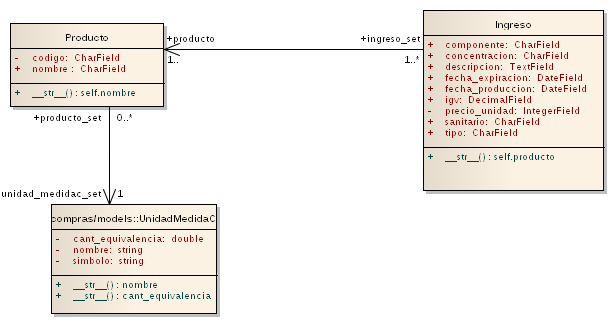 Producto
- codigo: CharField
+ nombre : CharField
+ __str__() : self.nombre
+producto
1..
+ingreso_set
1..*
Ingreso
+ componente: CharField
+ concentracion: CharField
+ descripcion: TextField
+ fecha_expiracion: DateField
+ fecha_produccion: DateField
+ igv: DecimalField
- precio_unidad: IntegerField
+ sanitario: CharField
+ tipo: CharField
+ __str__() : self.producto
+producto_set
0..*
unidad_medidac_set
1
compras/models::UnidadMedidaC
- cant_equivalencia: double
- nombre: string
- simbolo: string
+ __str__() : nombre
+ __str__() : cant_equivalencia